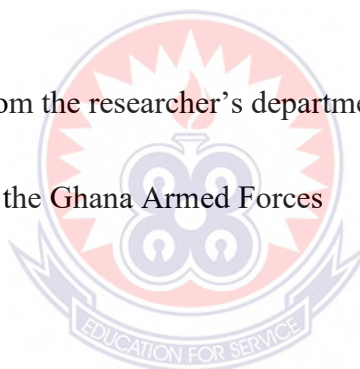 om the researcher’s departme
the Ghana Armed Forces
EDUCATION FOR SERVICE